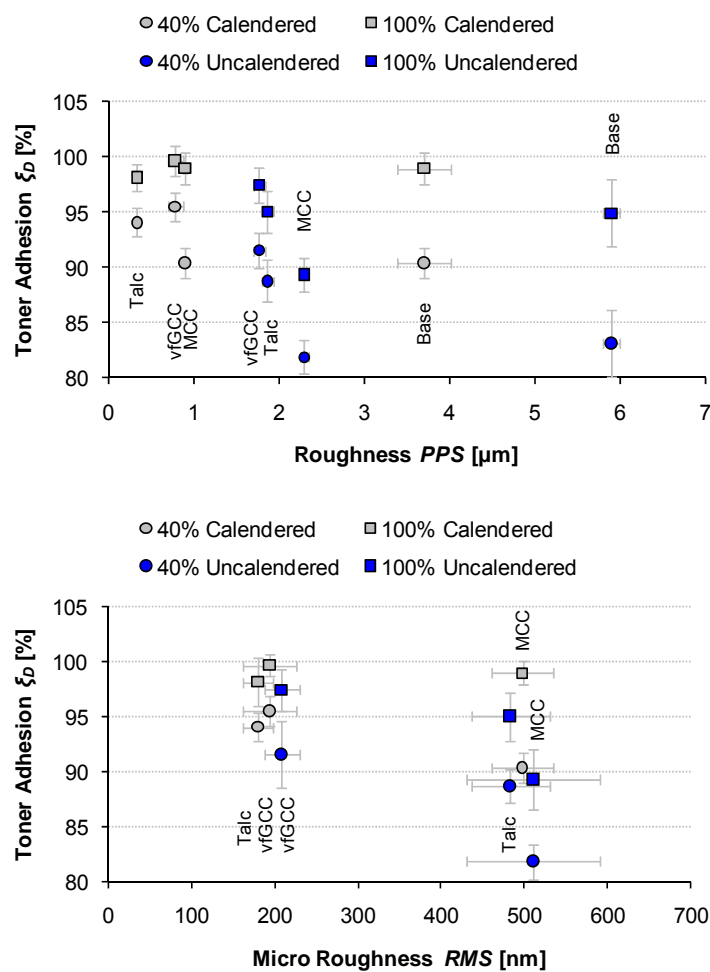 40% Calendered 100% Calendered
40% Uncalendered 100% Uncalendered
105
100
95
90
85
80
Toner Adhesion ξD [%]
Talc
vfGCC
MCC
vfGCC
Talc
MCC
Base
Base
0 1 2 3 4 5 6 7
Roughness PPS [µm]
40% Calendered 100% Calendered
40% Uncalendered 100% Uncalendered
105
100
95
90
85
80
Toner Adhesion ξD [%]
Talc
vfGCC
vfGCC
Talc
MCC
MCC
0 100 200 300 400 500 600 700
Micro Roughness RMS [nm]